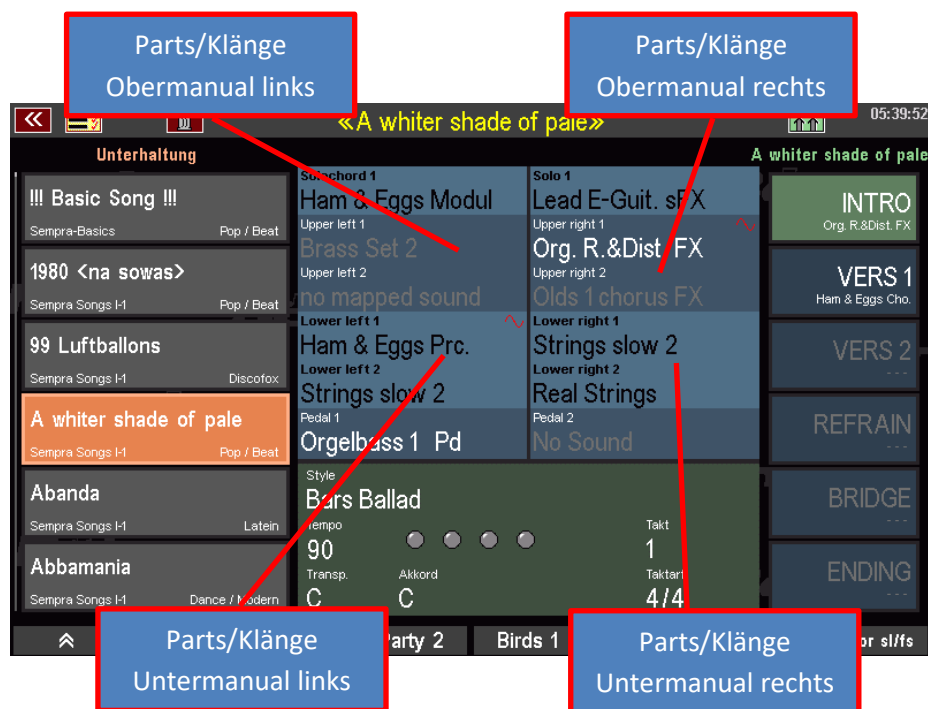 Parts/Klänge
Obermanual links
Parts/Klänge
Obermanual rechts
«A whiter shade of pale»
05:39:52
Unterhaltung
A whiter shade of pale
!!! Basic Song !!!
Sempra-Basics Pop / Beat
1980 <na sowas>
Sempra Songs I-1 Pop / Beat
99 Luftballons
Sempra Songs I-1 Discofox
A whiter shade of pale
Sempra Songs I-1 Pop / Beat
Abanda
Sempra Songs I-1 Latein
Abbamania
Sempra Songs I-1 Dance / Modern
Solochord 1
Ham & Eggs Modul
Solo 1
Lead E-Guit. sFX
Upper left 1
Brass Set 2
Upper right 1
Org. R.&Dist. FX
Upper left 2
no mapped sound
Upper right 2
Olds 1 chorus FX
Lower left 1
Ham & Eggs Prc.
Lower right 1
Strings slow 2
Lower left 2
Strings slow 2
Lower right 2
Real Strings
Pedal 1
Orgelbass 1 Pd
Pedal 2
No Sound
Style
Bars Ballad
Tempo
90
Takt
1
Transp.
C
Akkord
C
Taktart
4/4
INTRO
Org. R.&Dist. FX
VERS 1
Ham & Eggs Cho.
VERS 2
---
REFRAIN
---
BRIDGE
---
ENDING
---
Party 2
Birds 1
or sl/fs
Parts/Klänge
Untermanual links
Parts/Klänge
Untermanual rechts